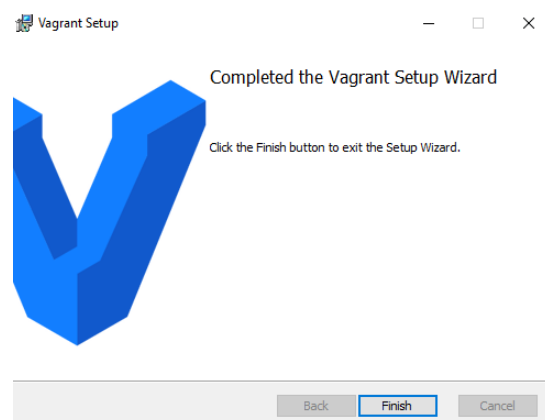 Vagrant Setup
Completed the Vagrant Setup Wizard
Click the Finish button to exit the Setup Wizard.
Back
Finish
Cancel